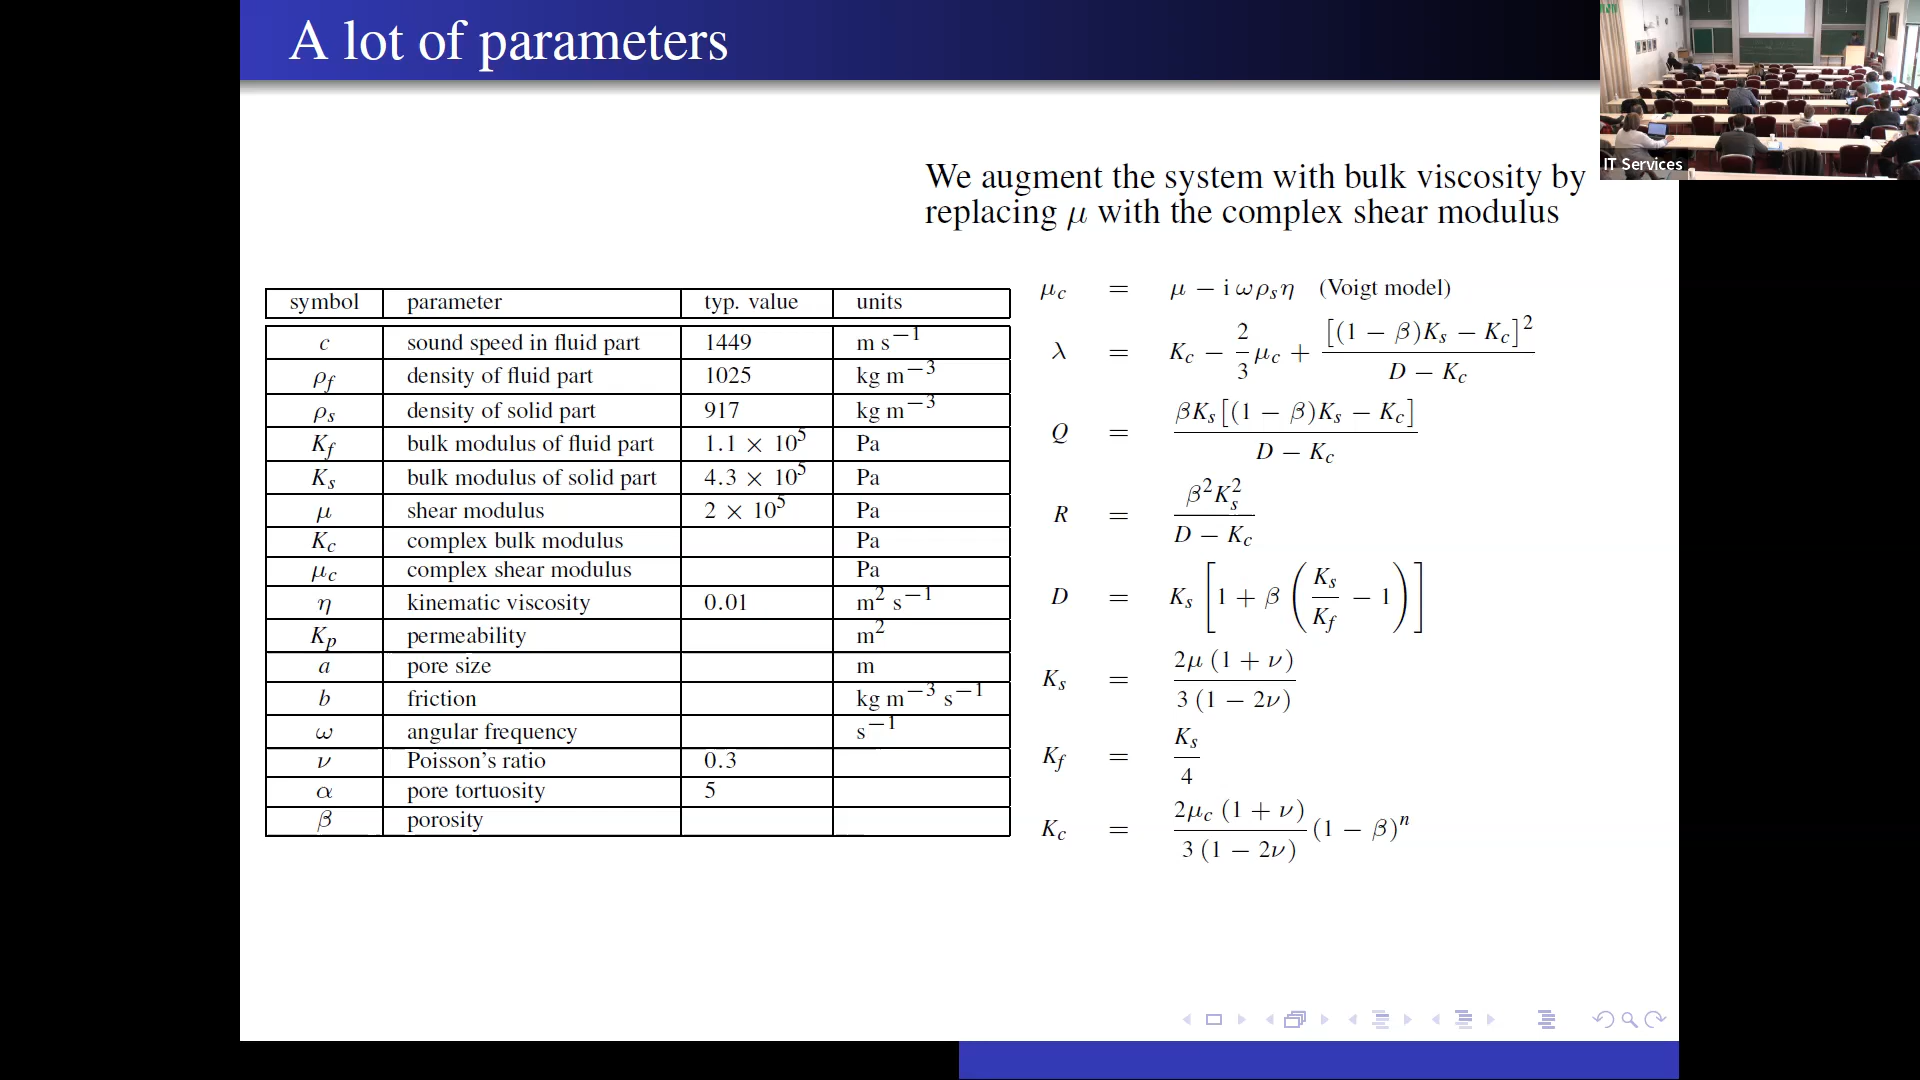 A lot of parameters
IT Services
We augment the system with bulk viscosity by
replacing μ with the complex shear modulus
symbol parameter typ. value units
c sound speed in fluid part 1449 m s⁻¹
ρ_f density of fluid part 1025 kg m⁻³
ρ_s density of solid part 917 kg m⁻³
K_f bulk modulus of fluid part 1.1 × 10⁵ Pa
K_s bulk modulus of solid part 4.3 × 10⁵ Pa
μ shear modulus 2 × 10⁵ Pa
K_c complex bulk modulus Pa
μ_c complex shear modulus Pa
η kinematic viscosity 0.01 m² s⁻¹
K_p permeability m²
a pore size m
b friction kg m⁻³ s⁻¹
ω angular frequency s⁻¹
ν Poisson's ratio 0.3
α pore tortuosity 5
β porosity
μ_c = μ − i ω ρ_s η (Voigt model)
λ = K_c − 2/3 μ_c + [(1 − β)K_s − K_c]² / (D − K_c)
Q = βK_s[(1 − β)K_s − K_c] / (D − K_c)
R = β²K_s² / (D − K_c)
D = K_s [1 + β (K_s/K_f − 1)]
K_s = 2μ (1 + ν) / 3 (1 − 2ν)
K_f = K_s / 4
K_c = 2μ_c (1 + ν) / 3 (1 − 2ν) (1 − β)ⁿ